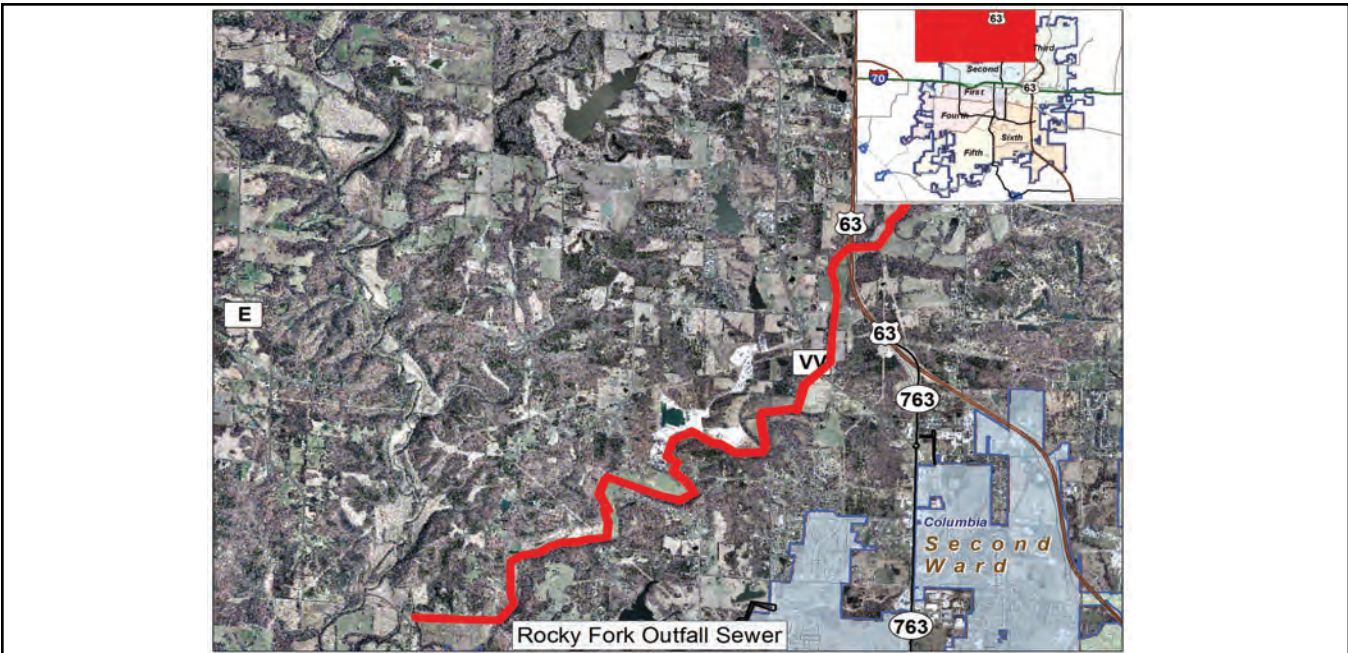 63
Third
Second
70
First
63
Fourth
Sixth
Fifth
63
E
63
VV
763
Columbia
Second
Ward
763
Rocky Fork Outfall Sewer